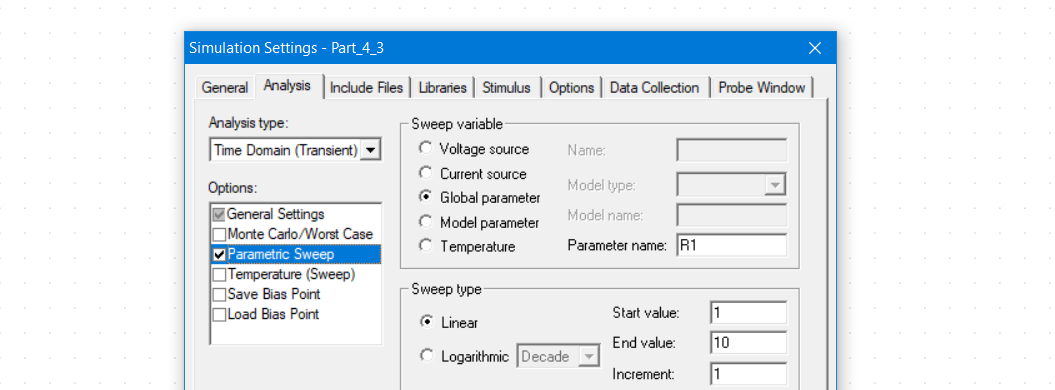 Simulation Settings - Part_4_3
General Analysis Include Files Libraries Stimulus Options Data Collection Probe Window
Analysis type:
Time Domain (Transient)
Options:
General Settings
Monte Carlo/Worst Case
Parametric Sweep
Temperature (Sweep)
Save Bias Point
Load Bias Point
Sweep variable
Voltage source
Current source
Global parameter
Model parameter
Temperature
Name:
Model type:
Model name:
Parameter name: R1
Sweep type
Linear
Logarithmic Decade
Start value: 1
End value: 10
Increment: 1